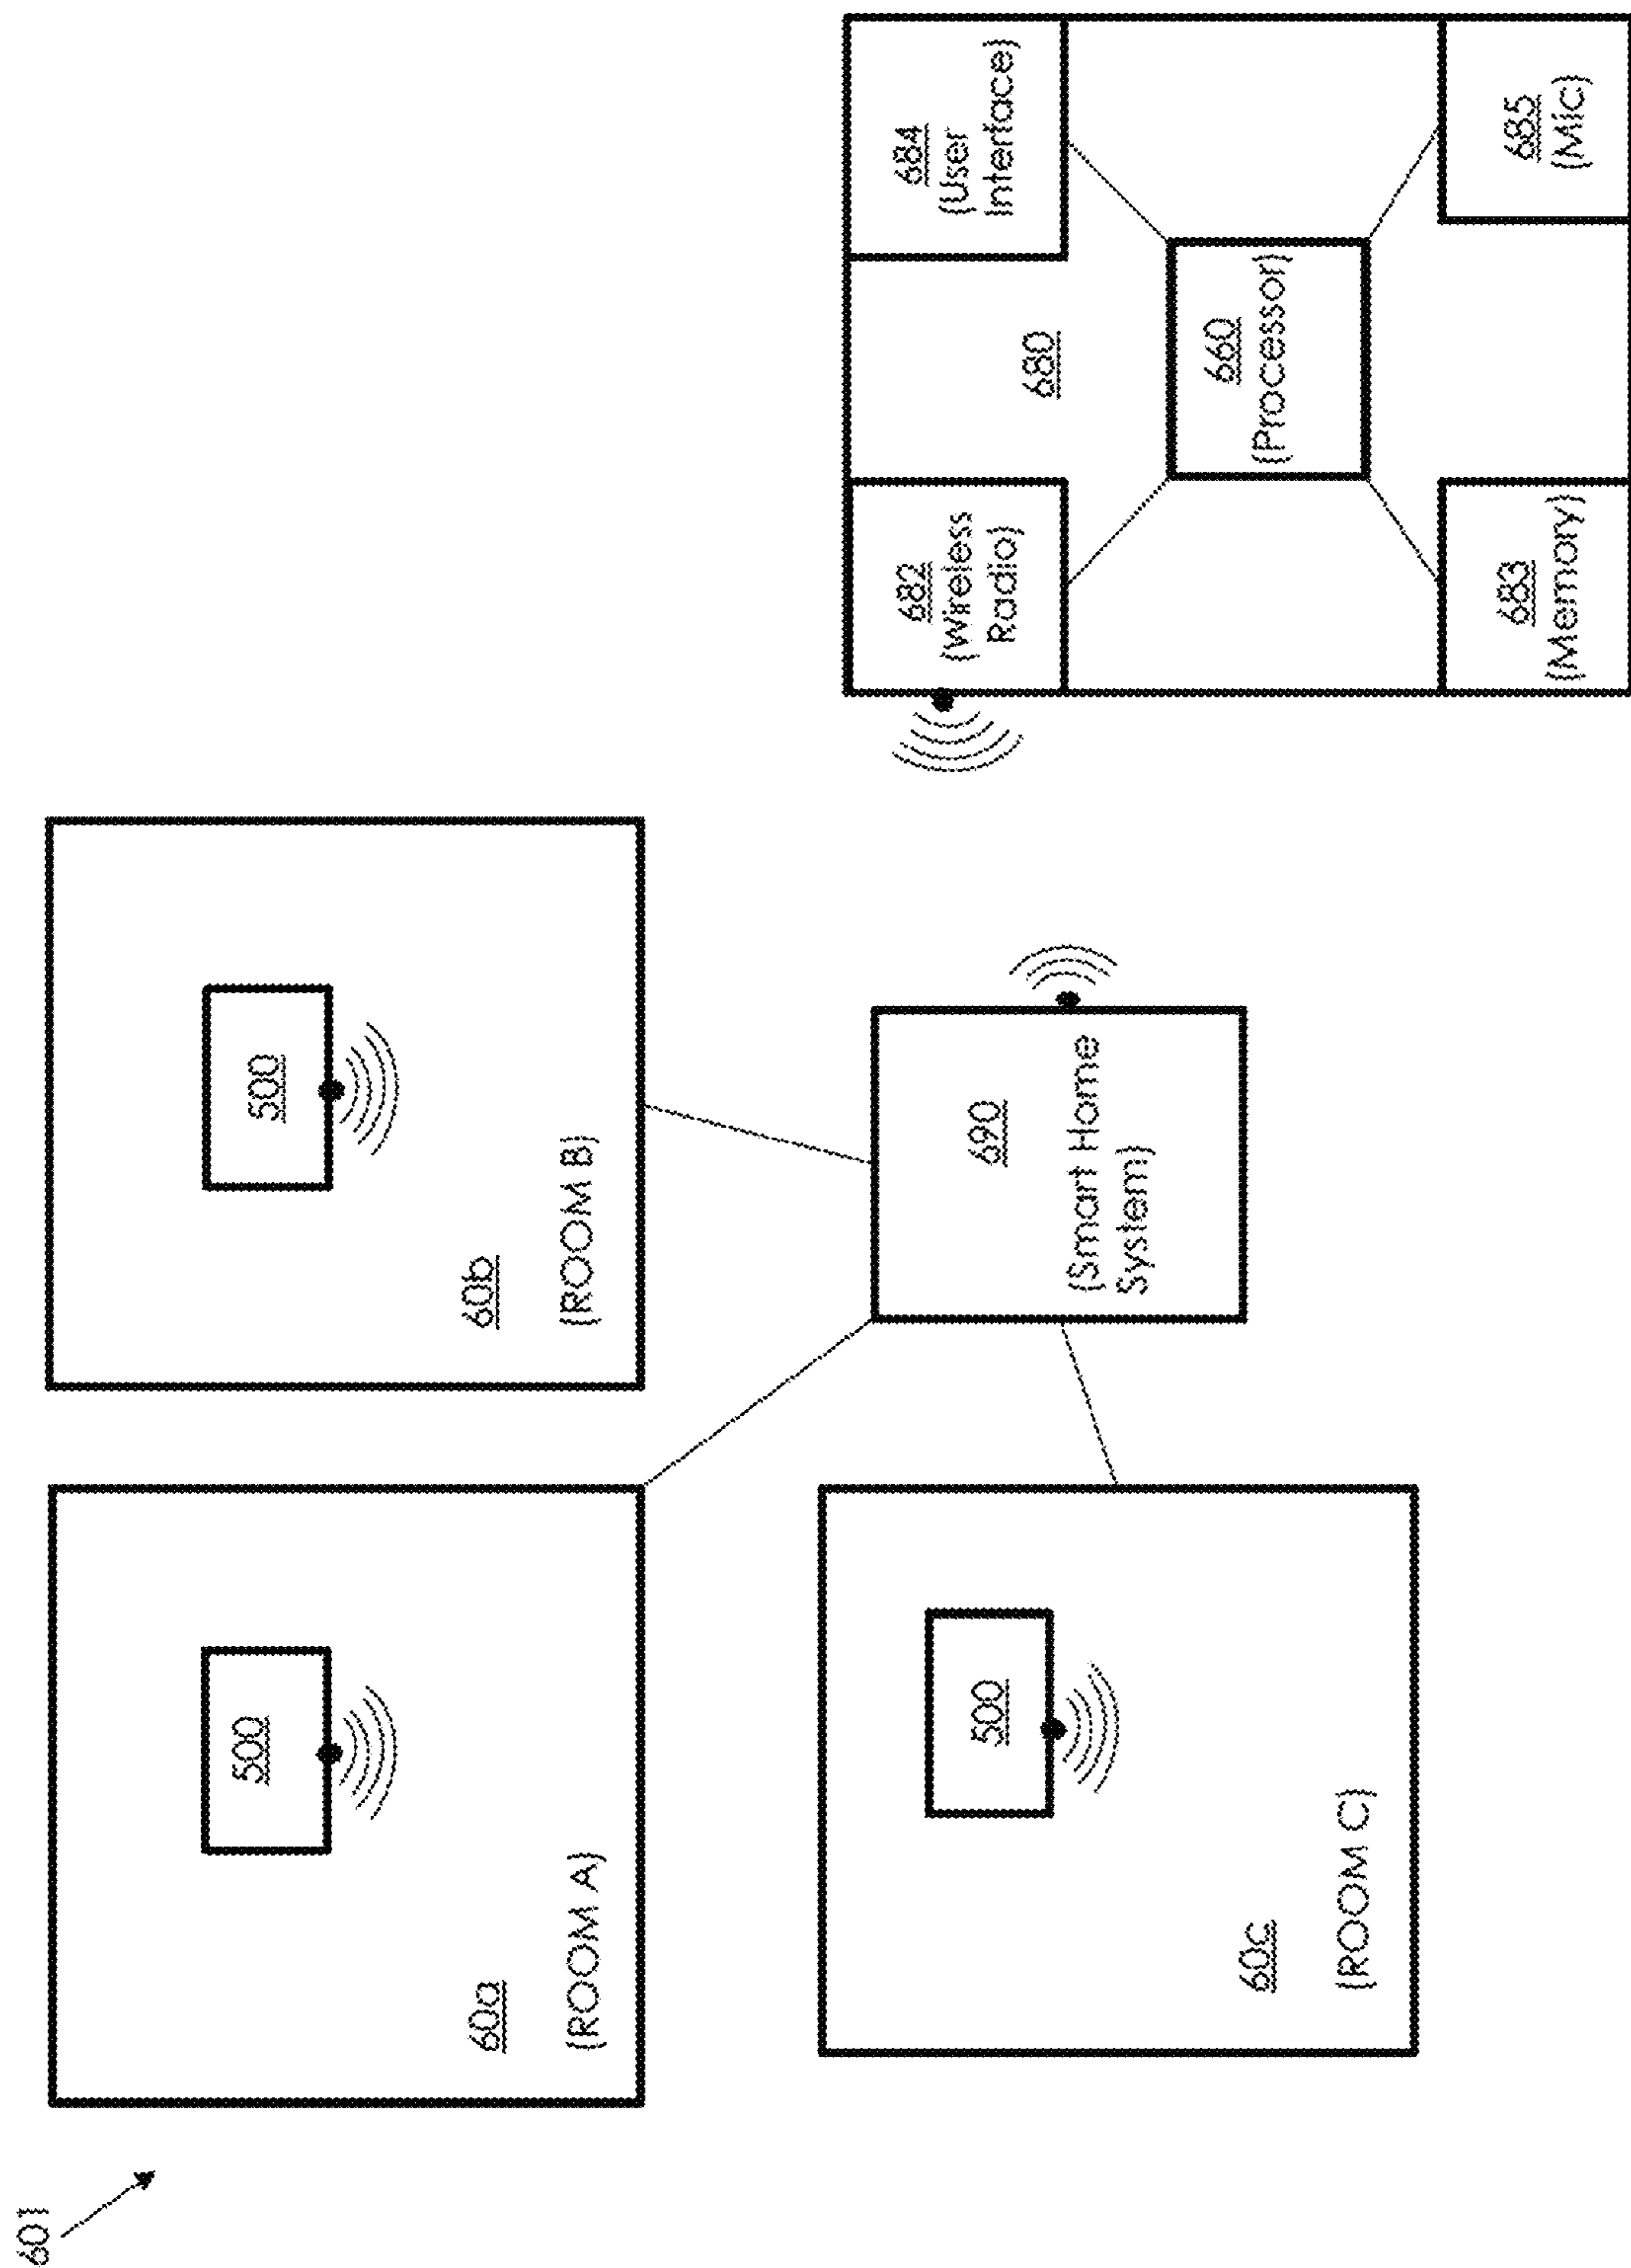 601
500
60a
(ROOM A)
500
60b
(ROOM B)
500
60c
(ROOM C)
690
(Smart Home
System)
682
(Wireless
Radio)
680
684
(User
Interface)
660
(Processor)
683
(Memory)
685
(Mic)